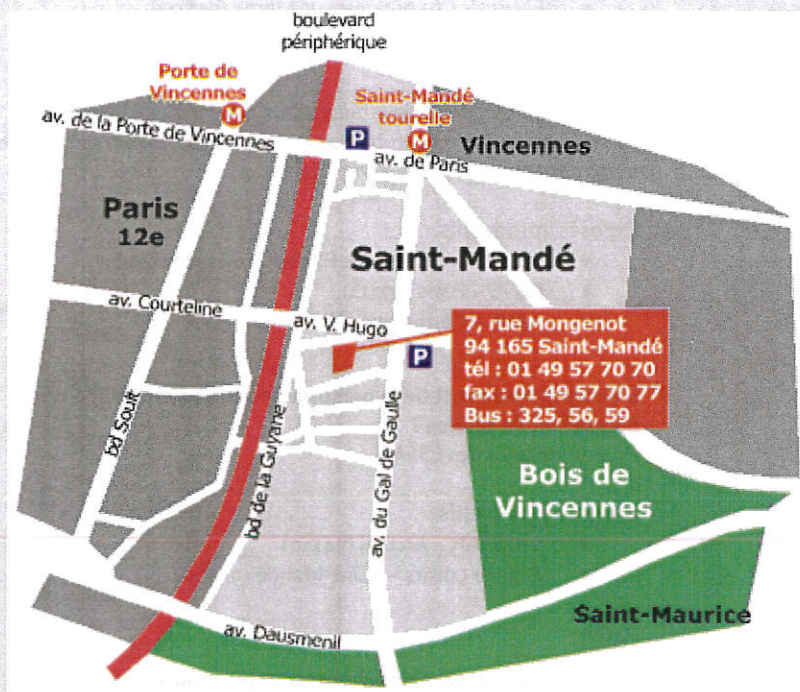 boulevard
périphérique
Porte de
Vincennes
M
Saint-Mandé
tourelle
M
av. de la Porte de Vincennes
P
av. de Paris
Vincennes
Paris
12e
Saint-Mandé
av. Courteline
av. V. Hugo
7, rue Mongenot
94 165 Saint-Mandé
tél : 01 49 57 70 70
fax : 01 49 57 70 77
Bus : 325, 56, 59
P
bd Soult
bd de la Guyane
av. du Gal de Gaulle
Bois de
Vincennes
Saint-Maurice
av. Dausmenil